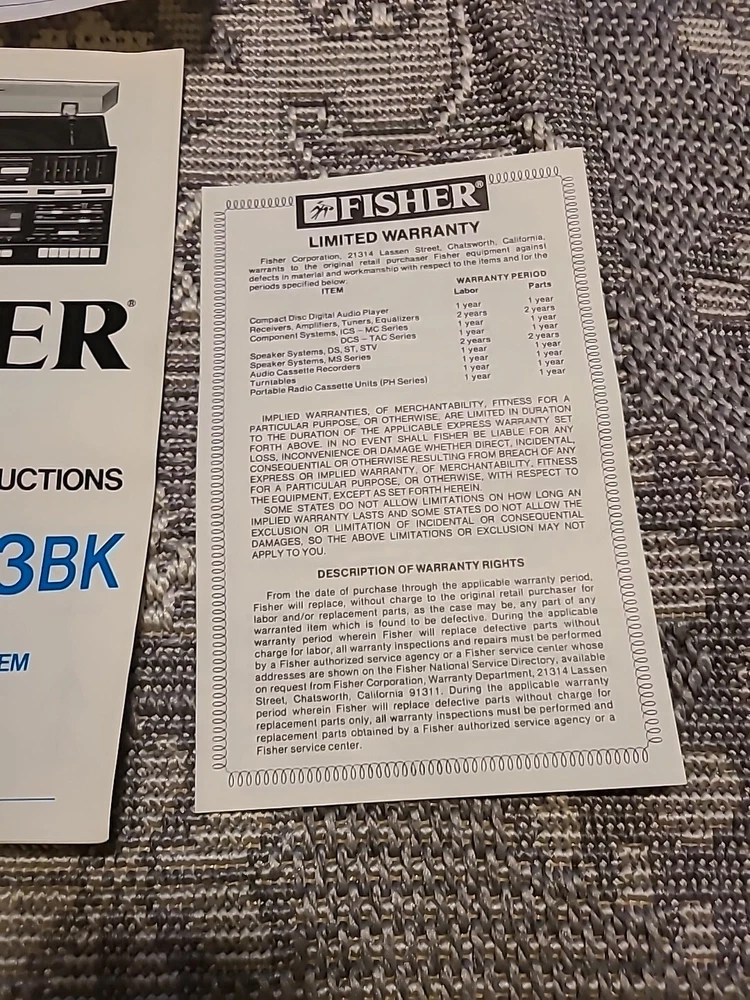 ER®
UCTIONS
3BK
EM
FISHER®
LIMITED WARRANTY
Fisher Corporation, 21314 Lassen Street, Chatsworth, California,
warrants to the original retail purchaser Fisher equipment against
defects in material and workmanship with respect to the items and for the
periods specified below:
WARRANTY PERIOD
ITEM Labor Parts
Compact Disc Digital Audio Player 1 year 1 year
Receivers, Amplifiers, Tuners, Equalizers 2 years 2 years
Component Systems, ICS – MC Series 1 year 1 year
DCS – TAC Series 1 year 1 year
Speaker Systems, DS, ST, STV 2 years 2 years
Speaker Systems, MS Series 1 year 1 year
Audio Cassette Recorders 1 year 1 year
Turntables 1 year 1 year
Portable Radio Cassette Units (PH Series) 1 year 1 year
IMPLIED WARRANTIES, OF MERCHANTABILITY, FITNESS FOR A
PARTICULAR PURPOSE, OR OTHERWISE, ARE LIMITED IN DURATION
TO THE DURATION OF THE APPLICABLE EXPRESS WARRANTY SET
FORTH ABOVE. IN NO EVENT SHALL FISHER BE LIABLE FOR ANY
LOSS, INCONVENIENCE OR DAMAGE WHETHER DIRECT, INCIDENTAL,
CONSEQUENTIAL OR OTHERWISE RESULTING FROM BREACH OF ANY
EXPRESS OR IMPLIED WARRANTY, OF MERCHANTABILITY, FITNESS
FOR A PARTICULAR PURPOSE, OR OTHERWISE, WITH RESPECT TO
THE EQUIPMENT, EXCEPT AS SET FORTH HEREIN.
SOME STATES DO NOT ALLOW LIMITATIONS ON HOW LONG AN
IMPLIED WARRANTY LASTS AND SOME STATES DO NOT ALLOW THE
EXCLUSION OR LIMITATION OF INCIDENTAL OR CONSEQUENTIAL
DAMAGES, SO THE ABOVE LIMITATIONS OR EXCLUSION MAY NOT
APPLY TO YOU.
DESCRIPTION OF WARRANTY RIGHTS
From the date of purchase through the applicable warranty period,
Fisher will replace, without charge to the original retail purchaser for
labor and/or replacement parts, as the case may be, any part of any
warranted item which is found to be defective. During the applicable
warranty period wherein Fisher will replace defective parts without
charge for labor, all warranty inspections and repairs must be performed
by a Fisher authorized service agency or a Fisher service center whose
addresses are shown on the Fisher National Service Directory, available
on request from Fisher Corporation, Warranty Department, 21314 Lassen
Street, Chatsworth, California 91311. During the applicable warranty
period wherein Fisher will replace defective parts without charge for
replacement parts only, all warranty inspections must be performed and
replacement parts obtained by a Fisher authorized service agency or a
Fisher service center.